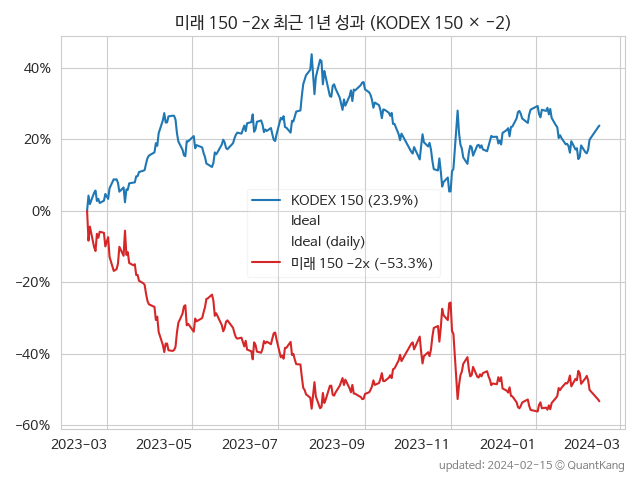 미래 150 −2x 최근 1년 성과 (KODEX 150 × −2)
40%
20%
0%
−20%
−40%
−60%
KODEX 150 (23.9%)
Ideal
Ideal (daily)
미래 150 −2x (−53.3%)
2023−03 2023−05 2023−07 2023−09 2023−11 2024−01 2024−03
updated: 2024−02−15 © QuantKang